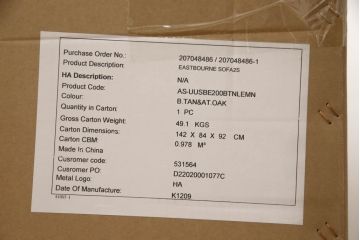 Purchase Order No.: 207048486 / 207048486-1
Product Description: EASTBOURNE SOFA2S
HA Description: N/A
Product Code: AS-UUSBE200BTNLEMN
Colour: B.TAN&AT.OAK
Quantity in Carton: 1 PC
Gross Carton Weight: 49.1 KGS
Carton Dimensions: 142 X 84 X 92 CM
Carton CBM: 0.978 M³
Made In China
Cusromer code: 531564
Cusromer PO: D22020001077C
Metal Logo: HA
Date Of Manufacture: K1209